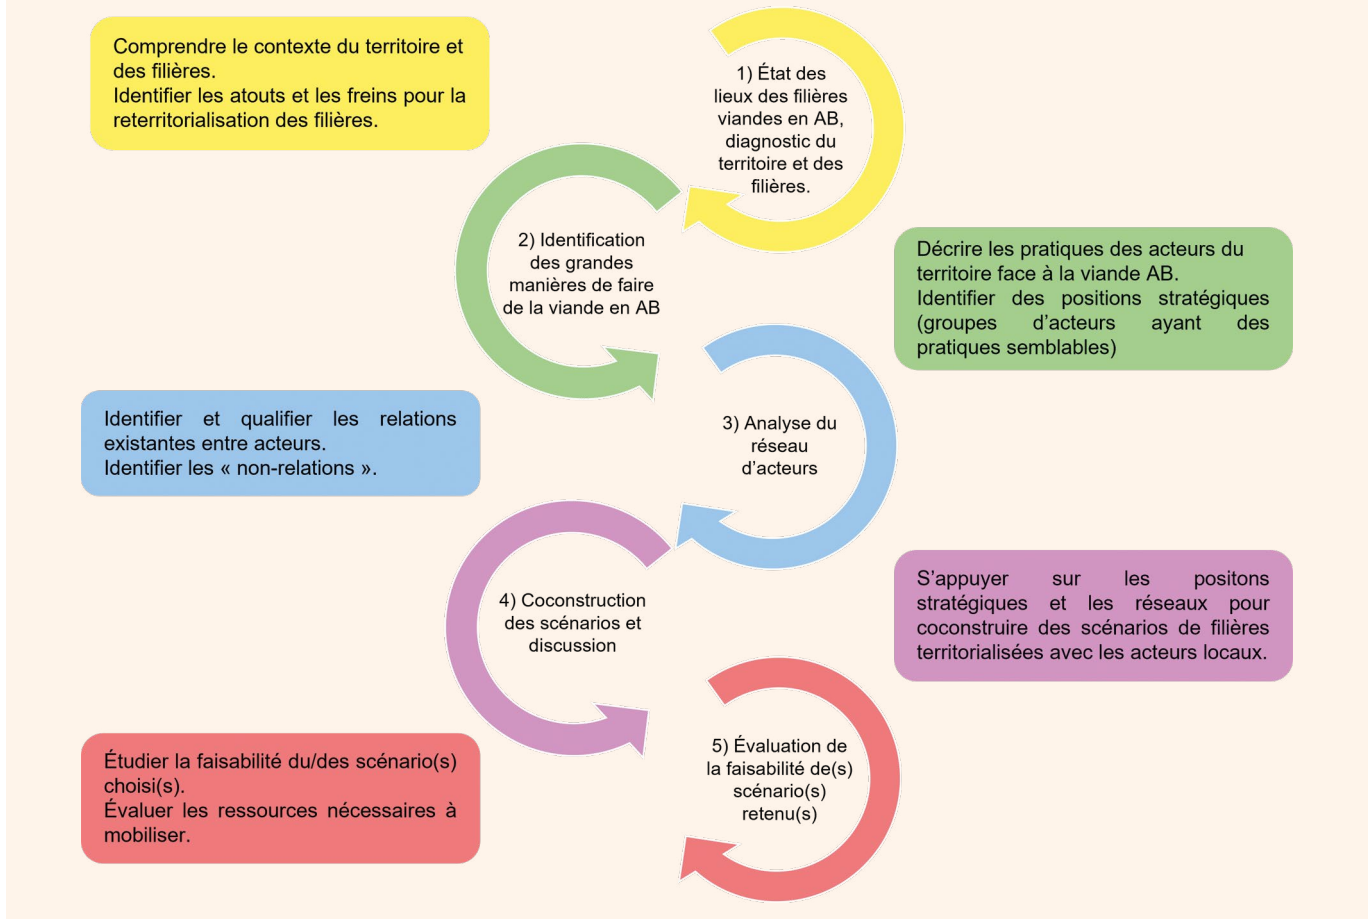 Comprendre le contexte du territoire et
des filières.
Identifier les atouts et les freins pour la
reterritorialisation des filières.
1) État des
lieux des filières
viandes en AB,
diagnostic du
territoire et des
filières.
2) Identification
des grandes
manières de faire
de la viande en AB
Décrire les pratiques des acteurs du
territoire face à la viande AB.
Identifier des positions stratégiques
(groupes d’acteurs ayant des
pratiques semblables)
Identifier et qualifier les relations
existantes entre acteurs.
Identifier les « non-relations ».
3) Analyse du
réseau
d’acteurs
4) Coconstruction
des scénarios et
discussion
S’appuyer sur les positons
stratégiques et les réseaux pour
coconstruire des scénarios de filières
territorialisées avec les acteurs locaux.
Étudier la faisabilité du/des scénario(s)
choisi(s).
Évaluer les ressources nécessaires à
mobiliser.
5) Évaluation de
la faisabilité de(s)
scénario(s)
retenu(s)